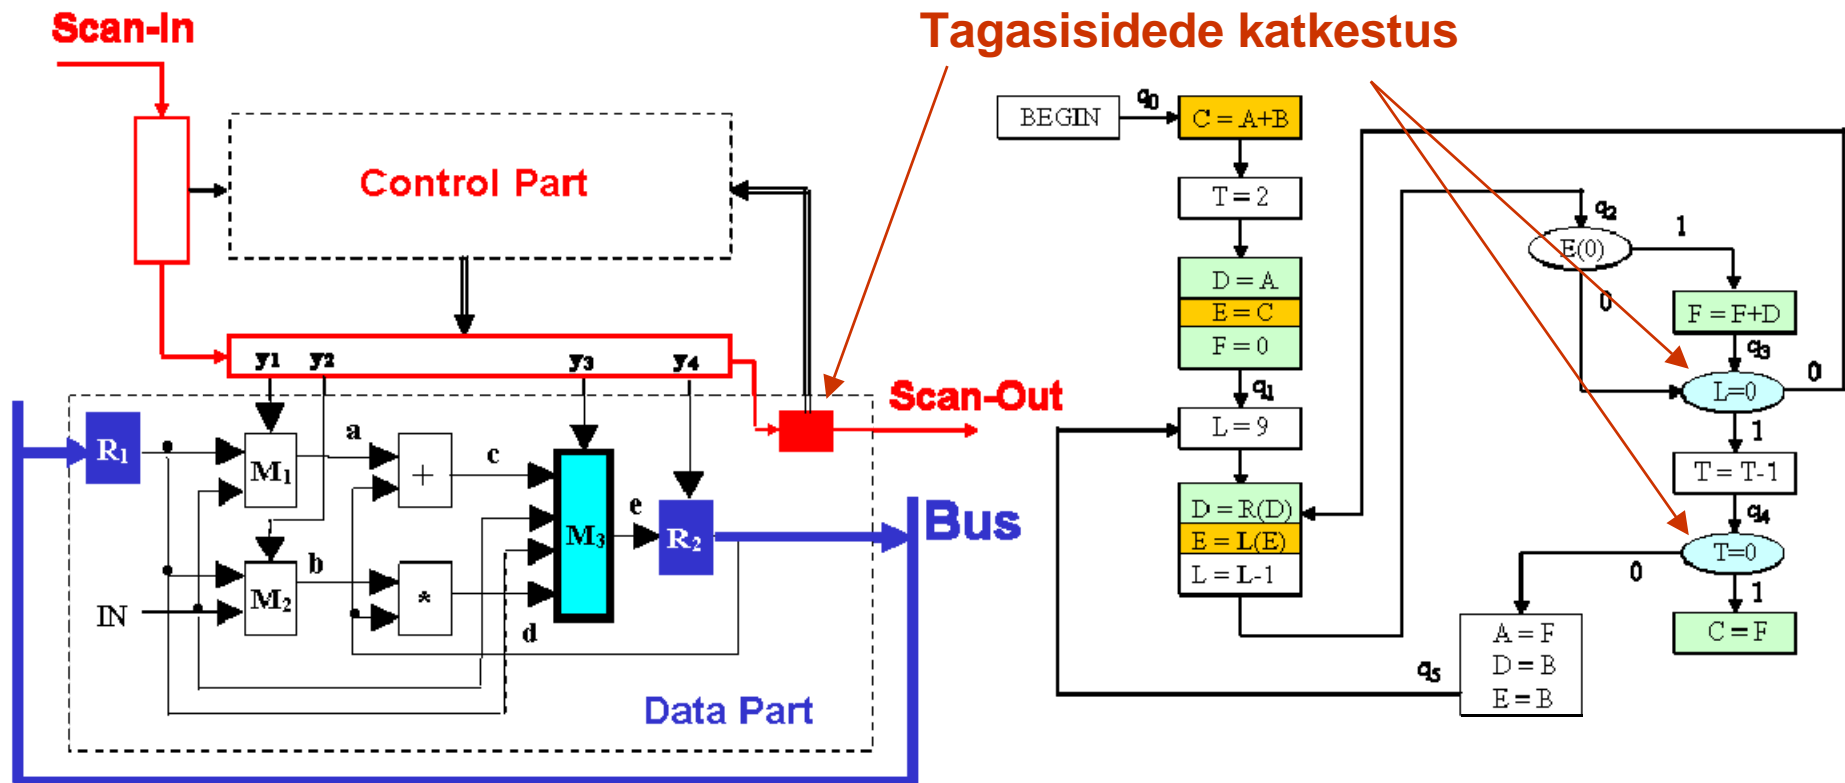 Scan-In
Tagasisidede katkestus
Control Part
y1 y2 y3 y4
Scan-Out
R1
M1
a
+
c
M3
e
R2
Bus
IN
M2
b
*
d
Data Part
BEGIN
q0
C = A+B
T = 2
D = A
E = C
F = 0
q1
L = 9
D = R(D)
E = L(E)
L = L-1
q2
E(0)
1
0
F = F+D
q3
L=0
0
1
T = T-1
q4
T=0
0
1
C = F
A = F
D = B
E = B
q5